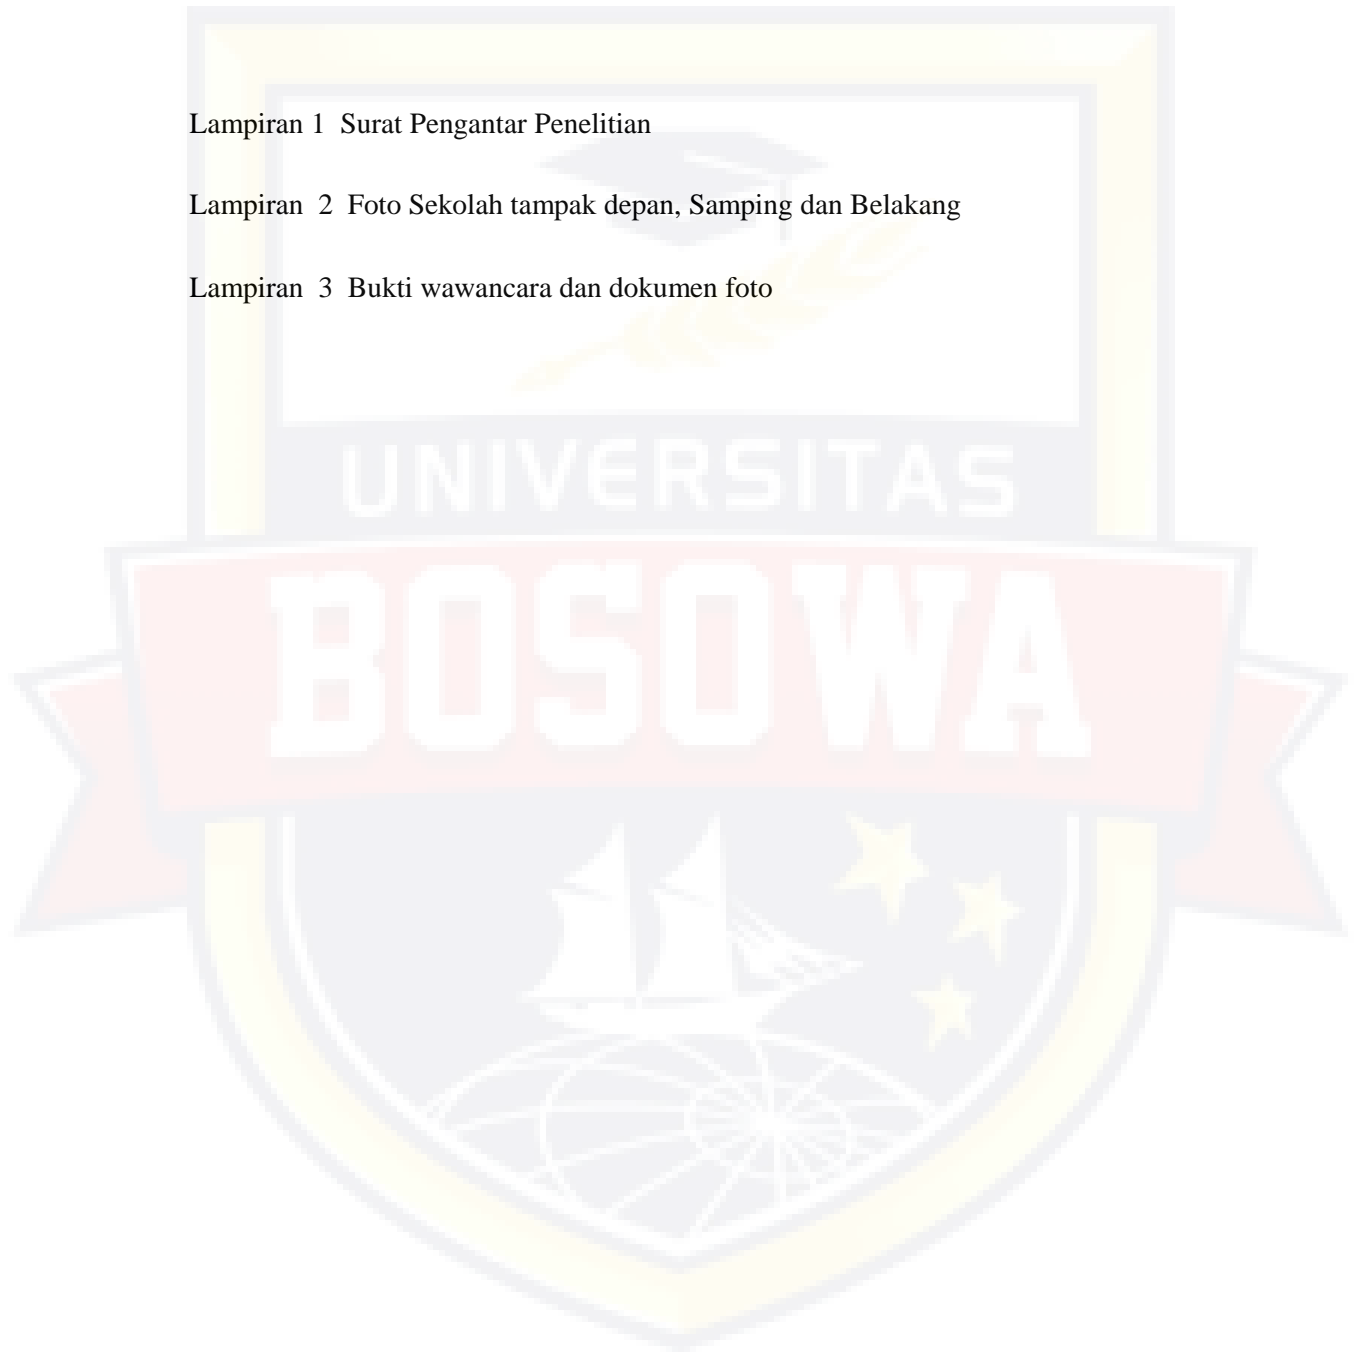 Lampiran 1  Surat Pengantar Penelitian
Lampiran  2  Foto Sekolah tampak depan, Samping dan Belakang
Lampiran  3  Bukti wawancara dan dokumen foto
UNIVERSITAS
BOSOWA